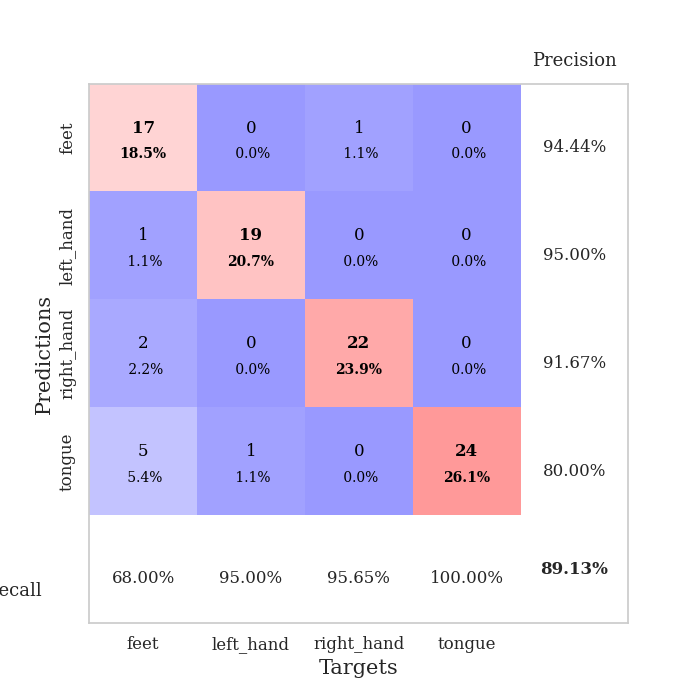 Precision
feet 17 0 1 0 94.44%
18.5% 0.0% 1.1% 0.0%
left_hand 1 19 0 0 95.00%
1.1% 20.7% 0.0% 0.0%
Predictions
right_hand 2 0 22 0 91.67%
2.2% 0.0% 23.9% 0.0%
tongue 5 1 0 24 80.00%
5.4% 1.1% 0.0% 26.1%
ecall 68.00% 95.00% 95.65% 100.00% 89.13%
feet left_hand right_hand tongue
Targets